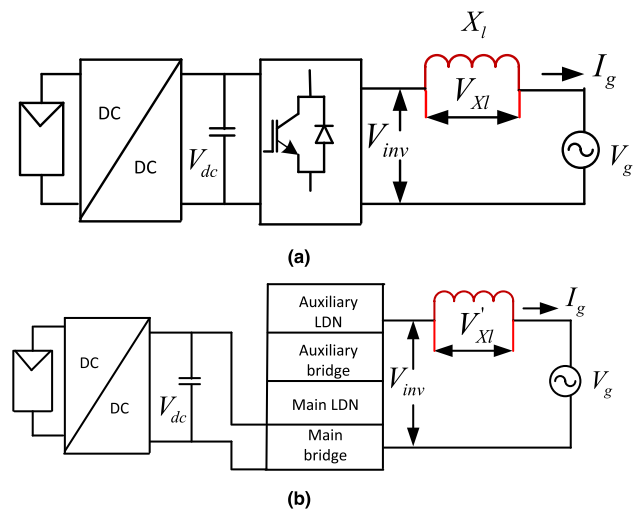 X_l
I_g
DC
DC
V_dc
V_inv
V_Xl
V_g
(a)
Auxiliary
LDN
Auxiliary
bridge
Main LDN
Main
bridge
DC
DC
V_dc
V_inv
V'_Xl
I_g
V_g
(b)